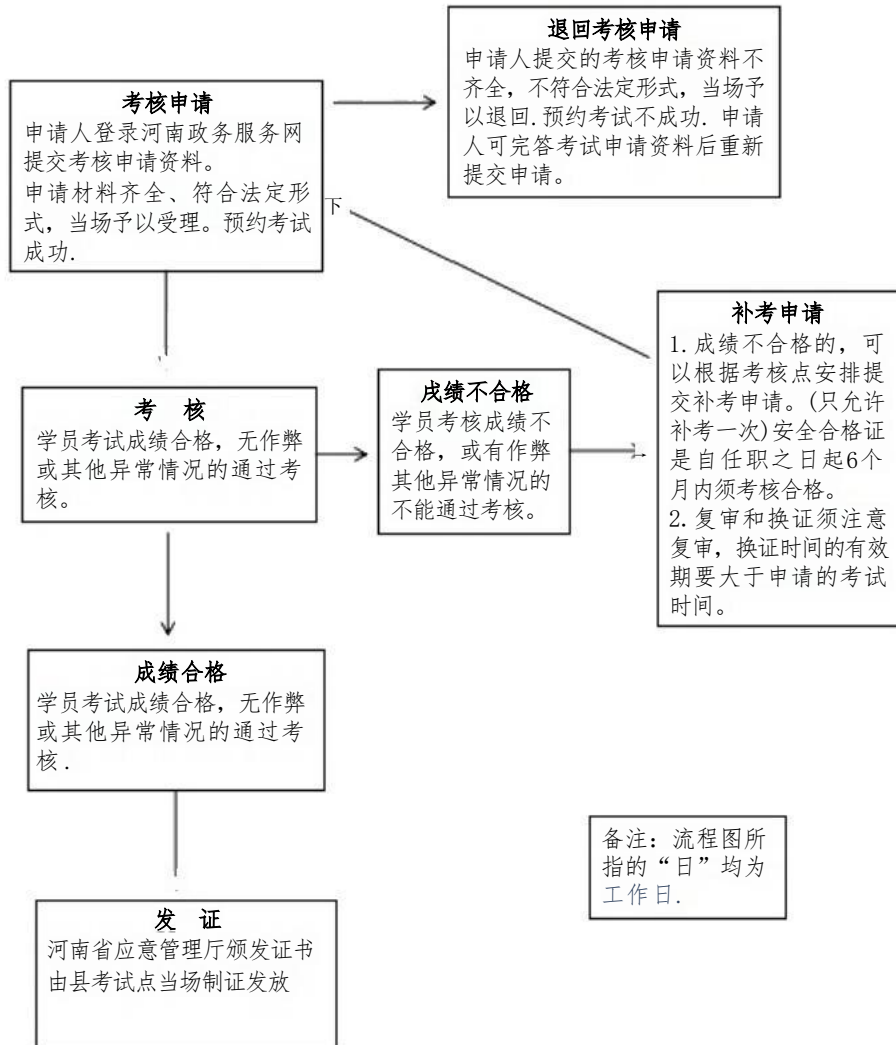 退回考核申请
申请人提交的考核申请资料不
齐全，不符合法定形式，当场予
以退回.预约考试不成功. 申请
人可完答考试申请资料后重新
提交申请。
考核申请
申请人登录河南政务服务网
提交考核申请资料。
申请材料齐全、符合法定形
式，当场予以受理。预约考试
成功.
下
补考申请
1.成绩不合格的，可
以根据考核点安排提
交补考申请。(只允许
补考一次)安全合格证
是自任职之日起6个
月内须考核合格。
2.复审和换证须注意
复审，换证时间的有效
期要大于申请的考试
时间。
考 核
学员考试成绩合格，无作弊
或其他异常情况的通过考
核。
戌绩不合格
学员考核成绩不
合格，或有作弊
其他异常情况的
不能通过考核。
成绩合格
学员考试成绩合格，无作弊
或其他异常情况的通过考
核.
备注：流程图所
指的“日”均为
工作日.
发 证
河南省应意管理厅颁发证书
由县考试点当场制证发放